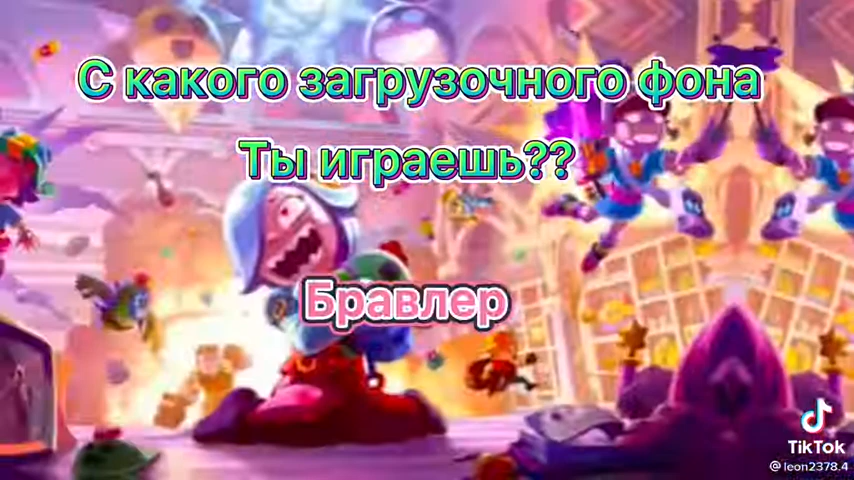 С какого загрузочного фона
Ты играешь??
Бравлер
TikTok
@leon2378.4